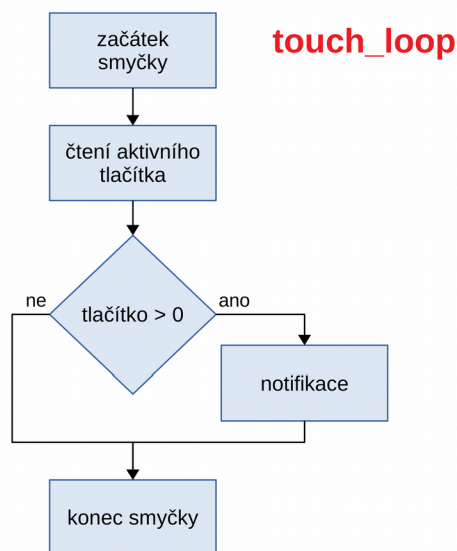 začátek
smyčky
touch_loop
čtení aktivního
tlačítka
ne
tlačítko > 0
ano
notifikace
konec smyčky